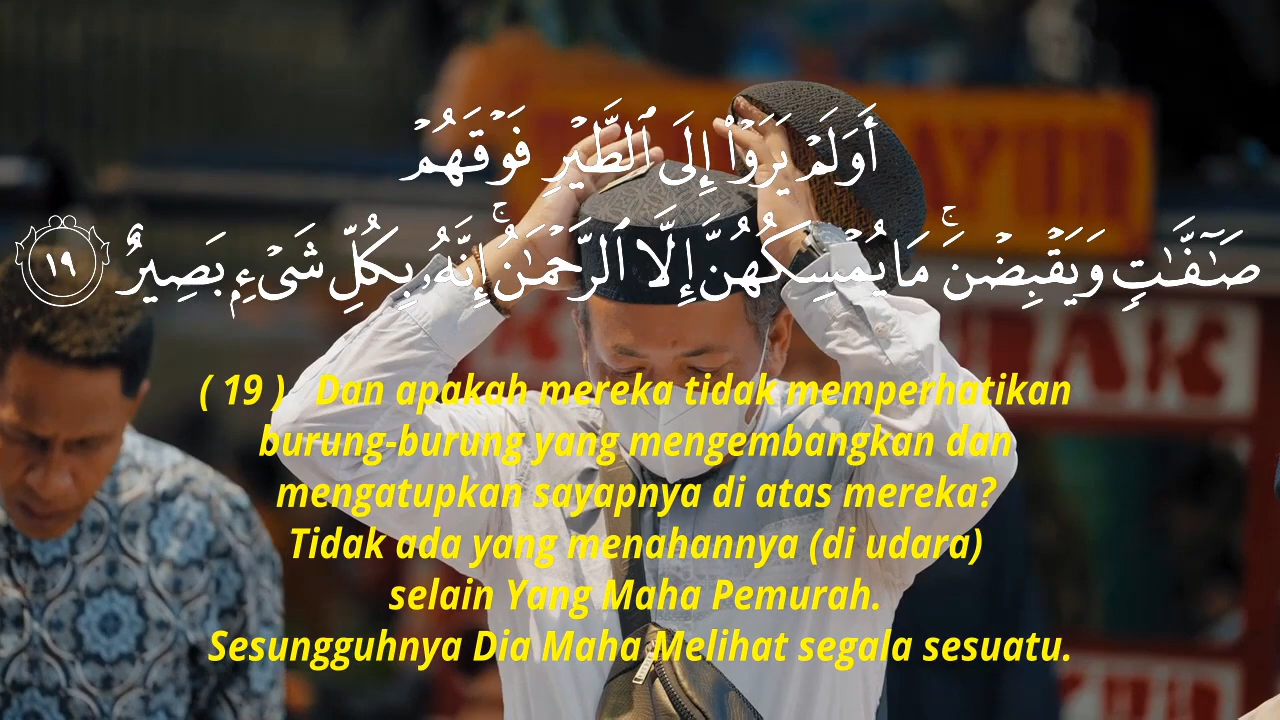 أَوَلَمْ يَرَوْا۟ إِلَى ٱلطَّيْرِ فَوْقَهُمْ
صَـٰٓفَّـٰتٍ وَيَقْبِضْنَ ۚ مَا يُمْسِكُهُنَّ إِلَّا ٱلرَّحْمَـٰنُ ۚ إِنَّهُۥ بِكُلِّ شَىْءٍۭ بَصِيرٌ ١٩
( 19 ) Dan apakah mereka tidak memperhatikan
burung-burung yang mengembangkan dan
mengatupkan sayapnya di atas mereka?
Tidak ada yang menahannya (di udara)
selain Yang Maha Pemurah.
Sesungguhnya Dia Maha Melihat segala sesuatu.